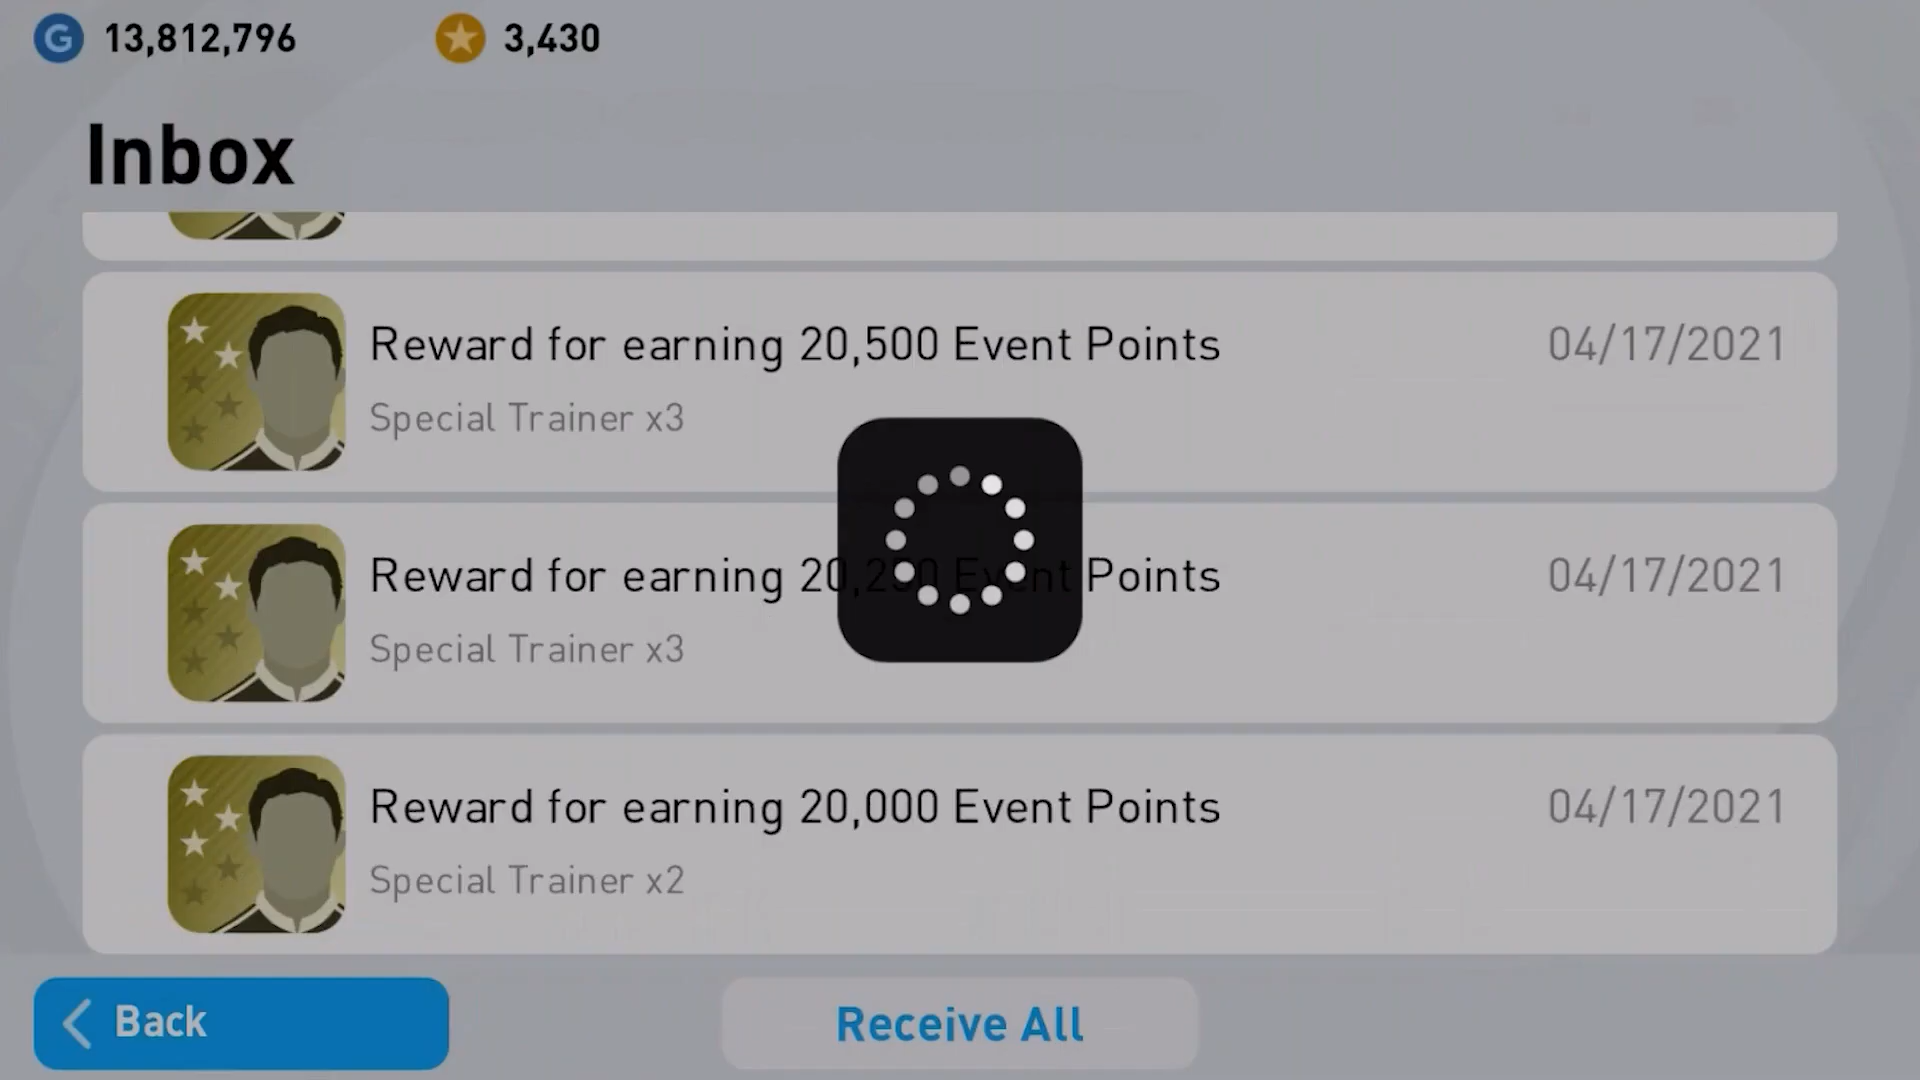 G 13,812,796
3,430
Inbox
Reward for earning 20,500 Event Points
04/17/2021
Special Trainer x3
Reward for earning 20,250 Event Points
04/17/2021
Special Trainer x3
Reward for earning 20,000 Event Points
04/17/2021
Special Trainer x2
Back
Receive All